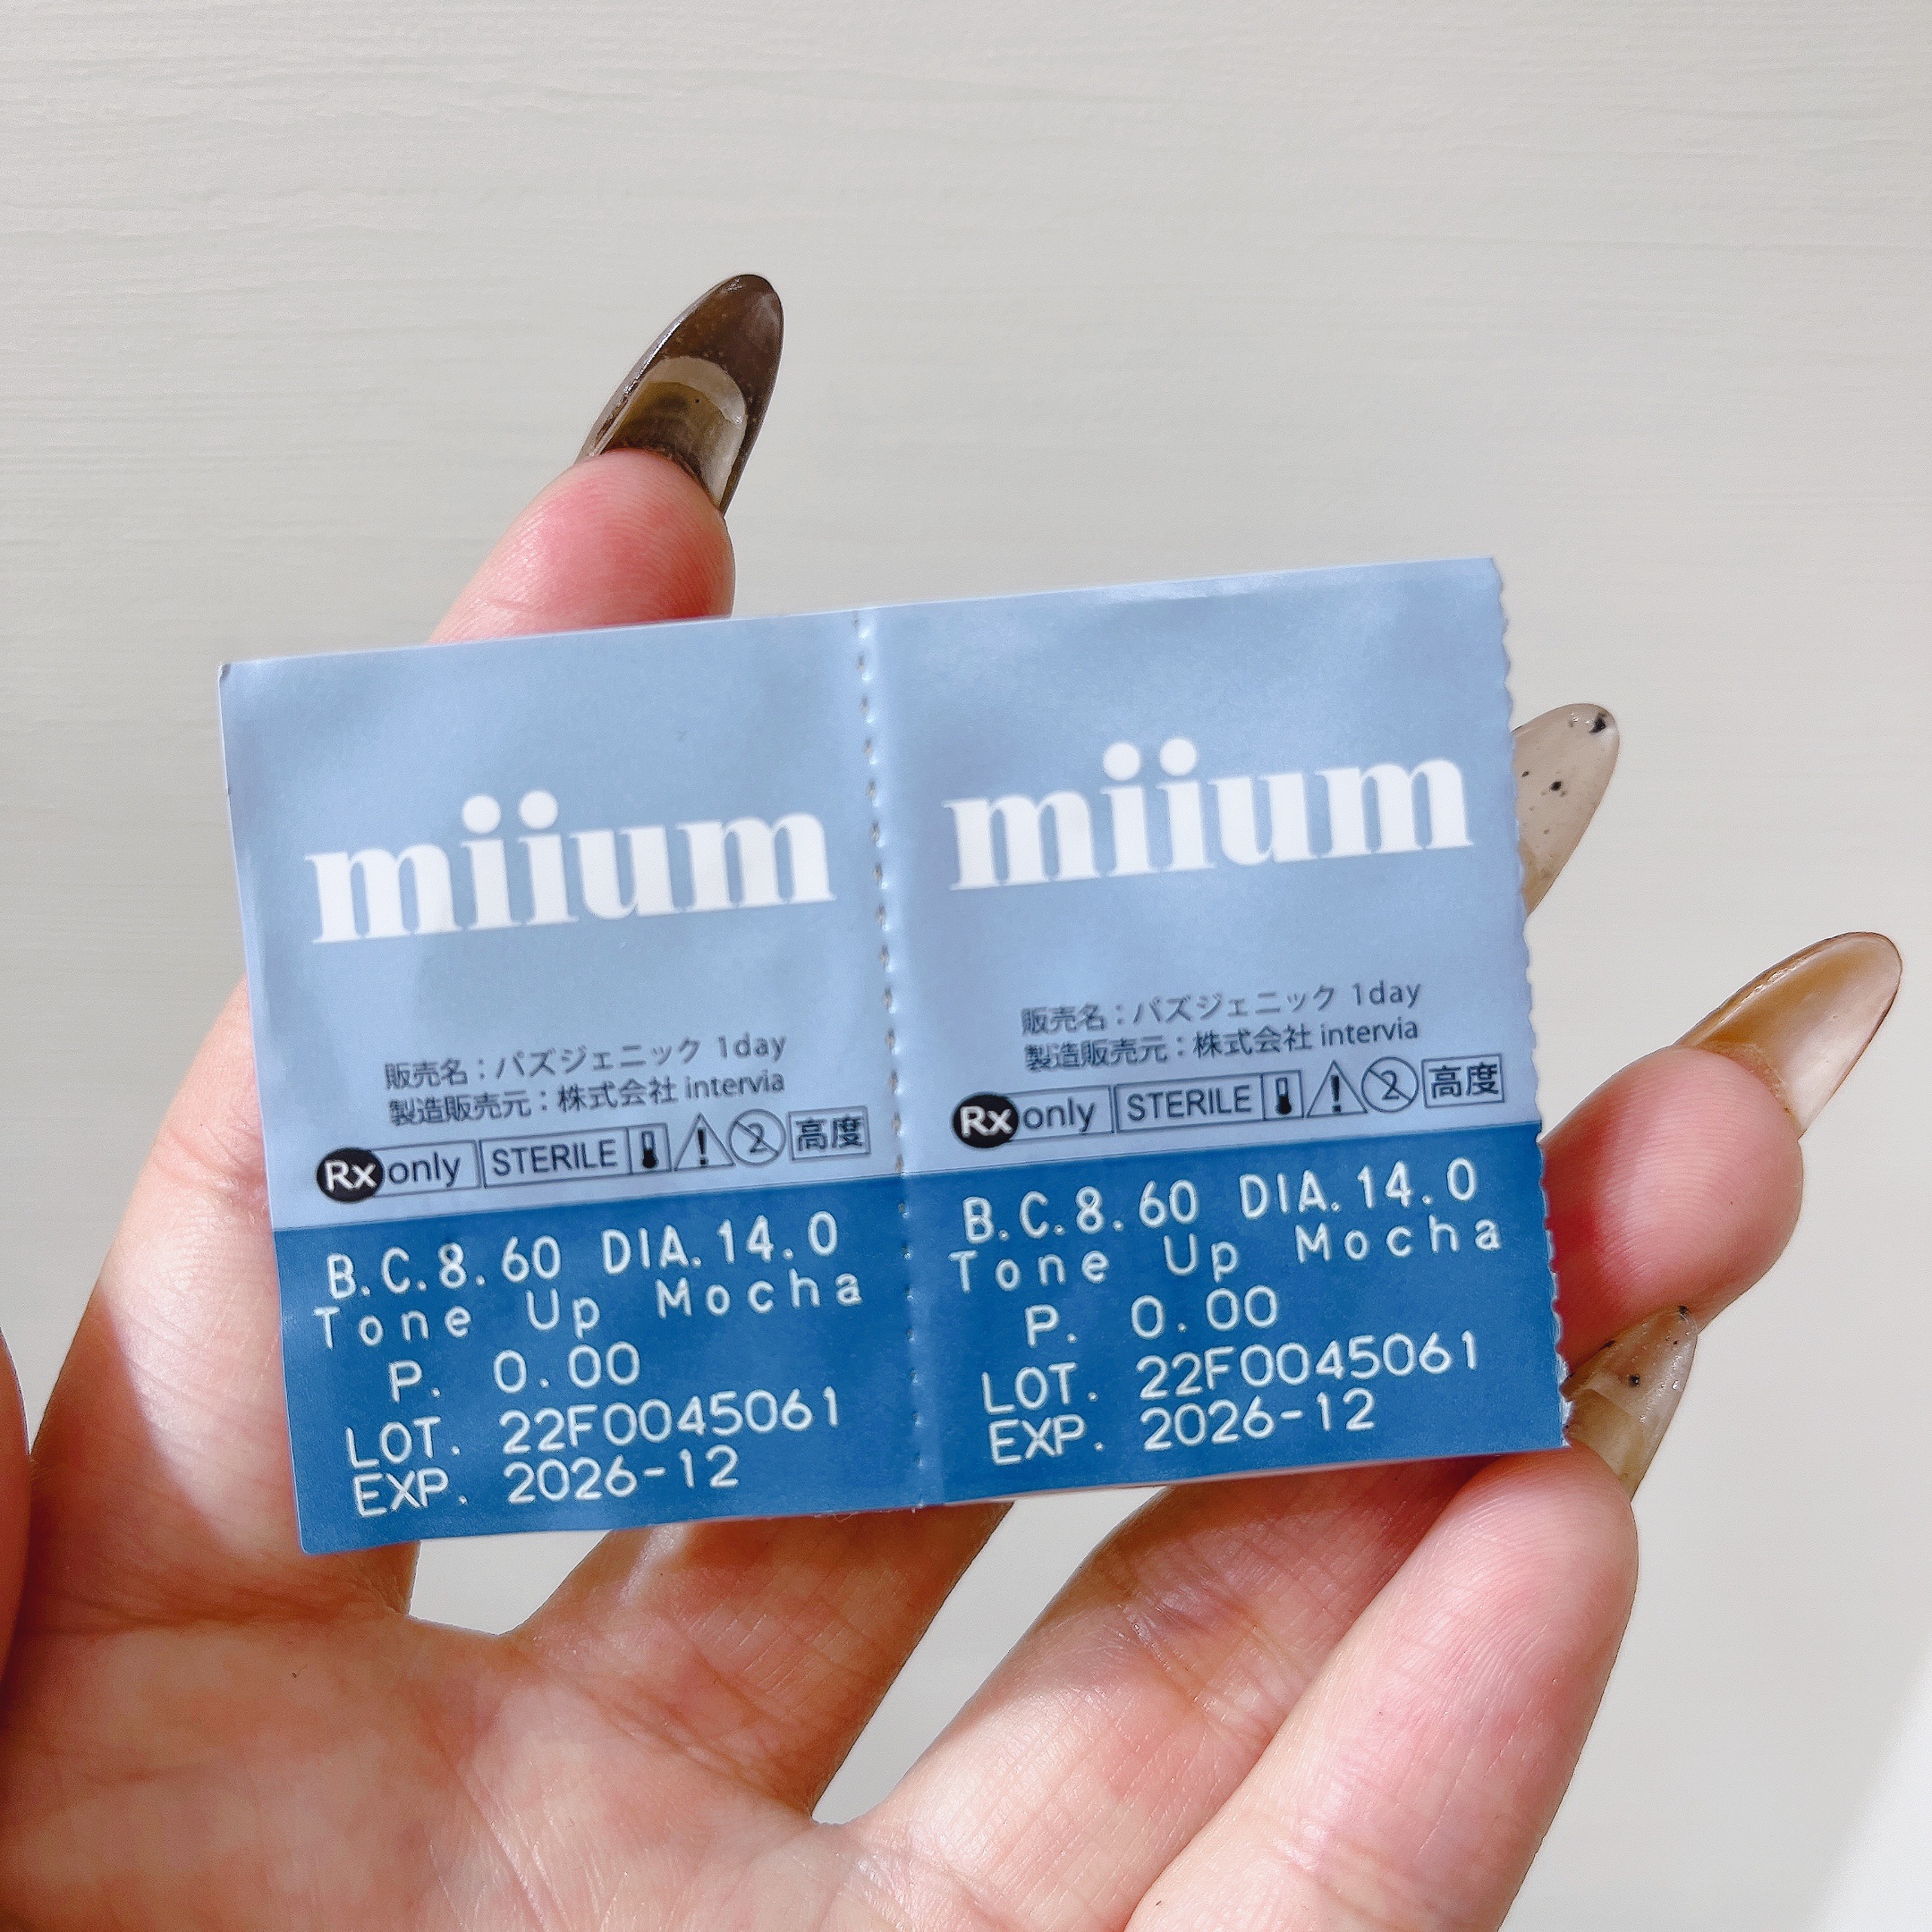 miium
販売名：パズジェニック 1day
製造販売元：株式会社 intervia
Rx only STERILE 2 高度
B.C.8.60 DIA.14.0
Tone Up Mocha
P. 0.00
LOT. 22F0045061
EXP. 2026-12
miium
販売名：パズジェニック 1day
製造販売元：株式会社 intervia
Rx only STERILE 2 高度
B.C.8.60 DIA.14.0
Tone Up Mocha
P. 0.00
LOT. 22F0045061
EXP. 2026-12